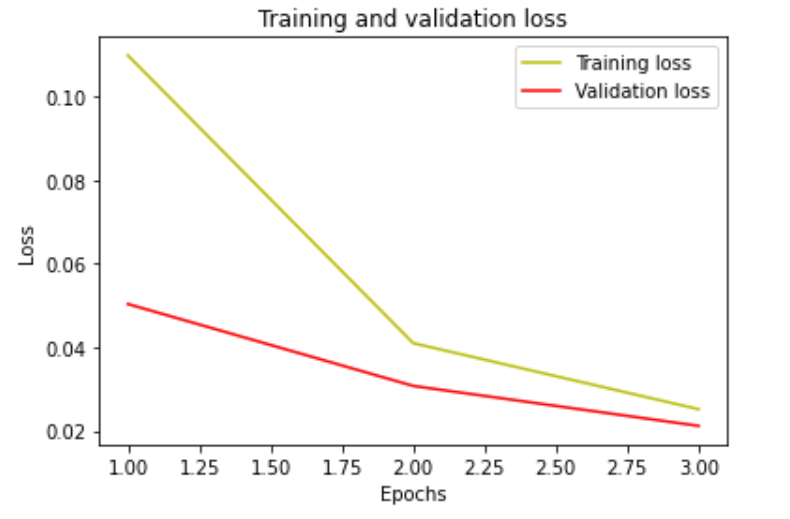 Training and validation loss
Training loss
Validation loss
0.10
0.08
0.06
0.04
0.02
Loss
1.00 1.25 1.50 1.75 2.00 2.25 2.50 2.75 3.00
Epochs